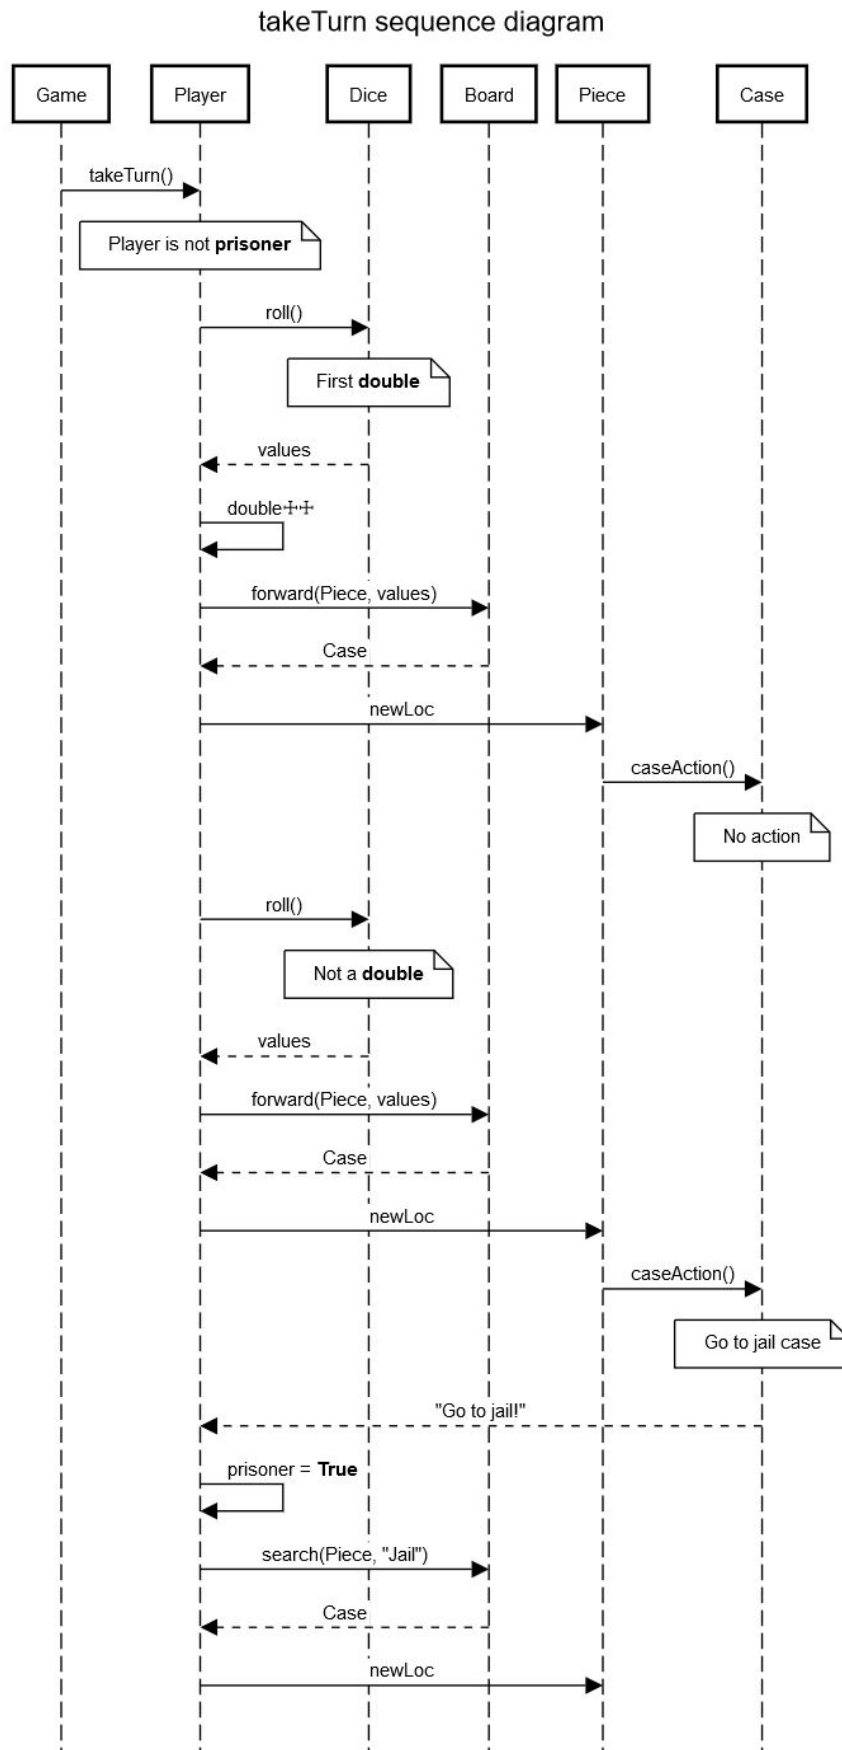 takeTurn sequence diagram
Game
Player
Dice
Board
Piece
Case
takeTurn()
Player is not prisoner
roll()
First double
values
double++
forward(Piece, values)
Case
newLoc
caseAction()
No action
roll()
Not a double
values
forward(Piece, values)
Case
newLoc
caseAction()
Go to jail case
"Go to jail!"
prisoner = True
search(Piece, "Jail")
Case
newLoc